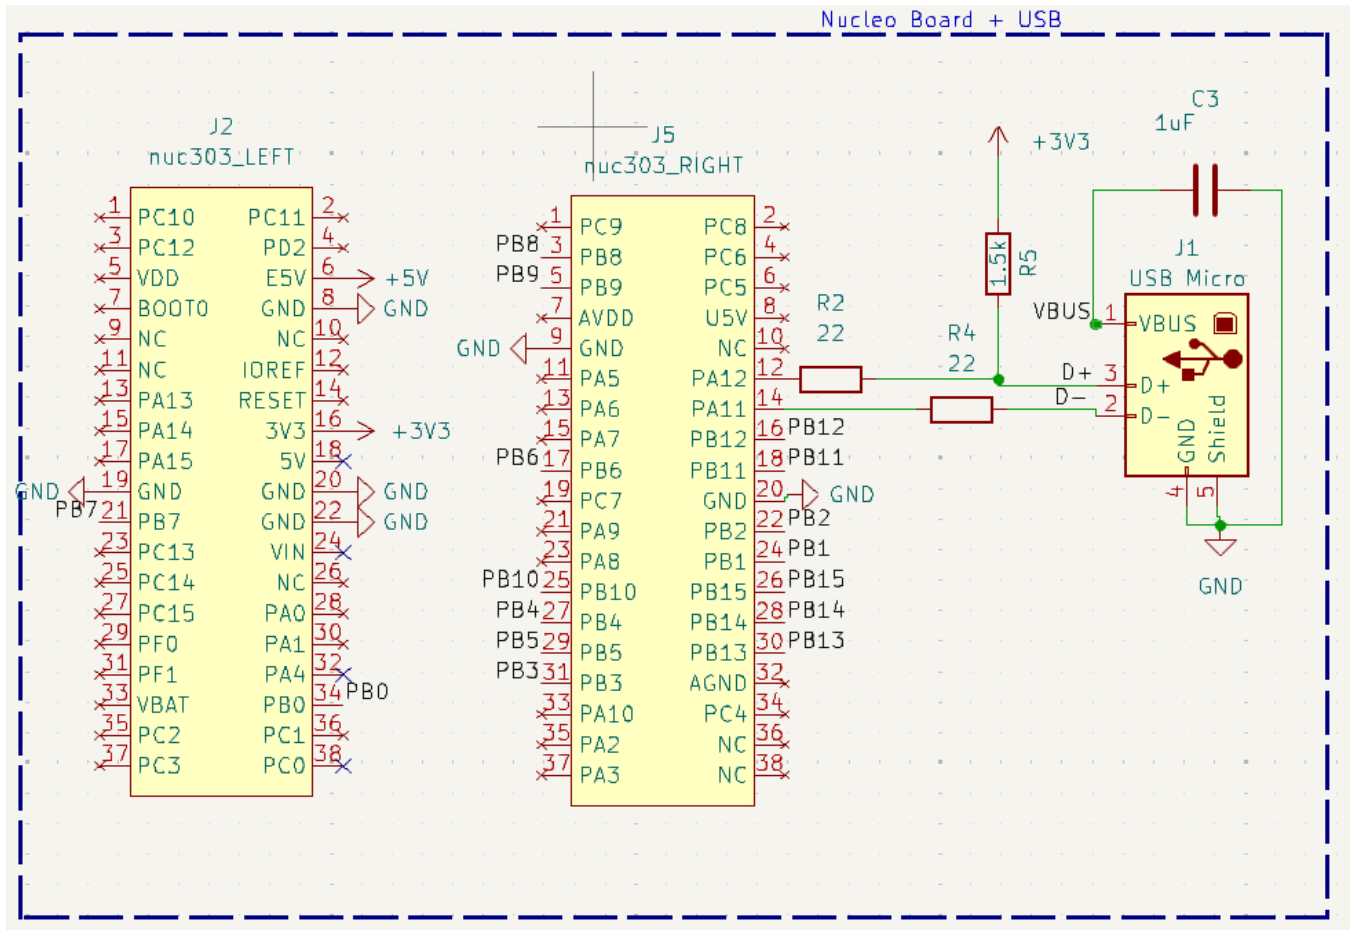 Nucleo Board + USB
J2
nuc303_LEFT
1 PC10 PC11 2
3 PC12 PD2 4
5 VDD E5V 6 +5V
7 BOOT0 GND 8 GND
9 NC NC 10
11 NC IOREF 12
13 PA13 RESET 14
15 PA14 3V3 16 +3V3
17 PA15 5V 18
GND 19 GND GND 20 GND
PB7 21 PB7 GND 22 GND
23 PC13 VIN 24
25 PC14 NC 26
27 PC15 PA0 28
29 PF0 PA1 30
31 PF1 PA4 32
33 VBAT PB0 34 PB0
35 PC2 PC1 36
37 PC3 PC0 38
J5
nuc303_RIGHT
1 PC9 PC8 2
PB8 3 PB8 PC6 4
PB9 5 PB9 PC5 6
7 AVDD U5V 8
GND 9 GND NC 10
11 PA5 PA12 12
13 PA6 PA11 14
15 PA7 PB12 16 PB12
PB6 17 PB6 PB11 18 PB11
19 PC7 GND 20 GND
21 PA9 PB2 22 PB2
23 PA8 PB1 24 PB1
PB10 25 PB10 PB15 26 PB15
PB4 27 PB4 PB14 28 PB14
PB5 29 PB5 PB13 30 PB13
PB3 31 PB3 AGND 32
33 PA10 PC4 34
35 PA2 NC 36
37 PA3 NC 38
R2
22
R4
22
+3V3
1.5k
R5
C3
1uF
J1
USB Micro
VBUS 1 VBUS
D+ 3 D+
D- 2 D-
GND
Shield
4
5
GND